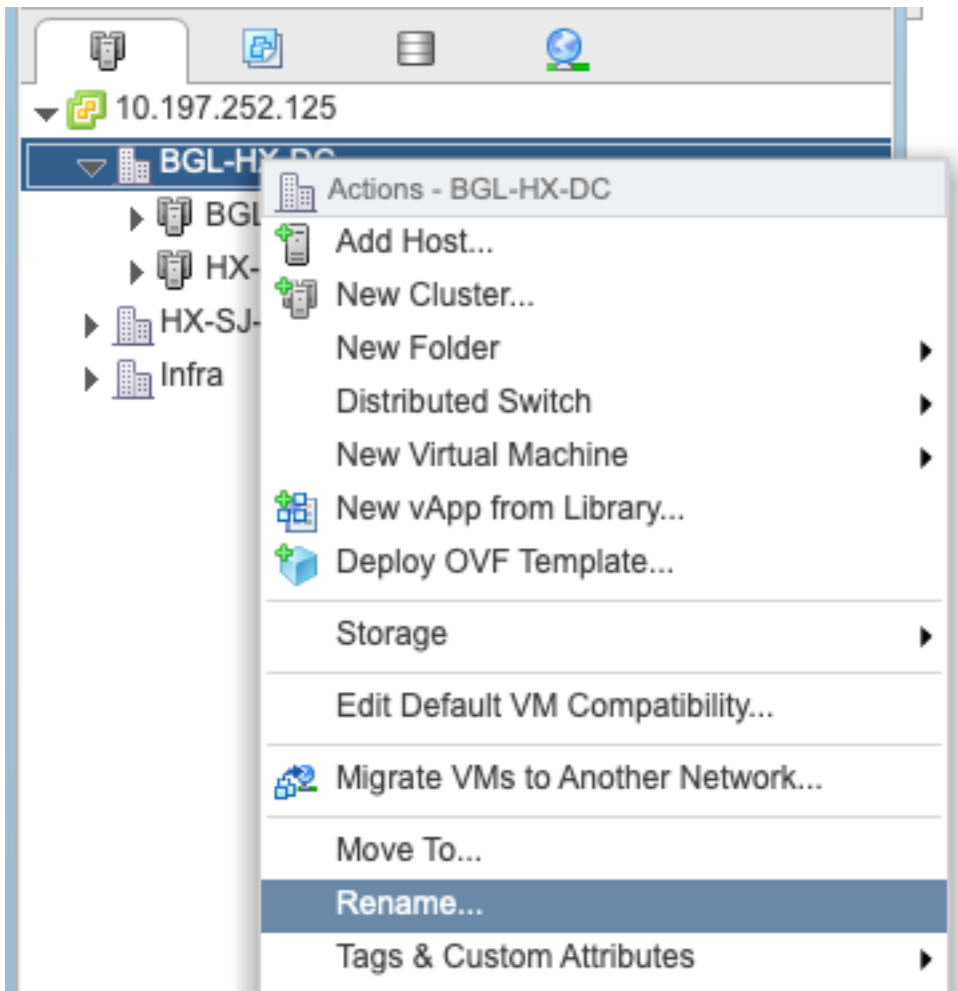 10.197.252.125
BGL-HX-DC
BGL
HX-
HX-SJ-
Infra
Actions - BGL-HX-DC
Add Host...
New Cluster...
New Folder
Distributed Switch
New Virtual Machine
New vApp from Library...
Deploy OVF Template...
Storage
Edit Default VM Compatibility...
Migrate VMs to Another Network...
Move To...
Rename...
Tags & Custom Attributes